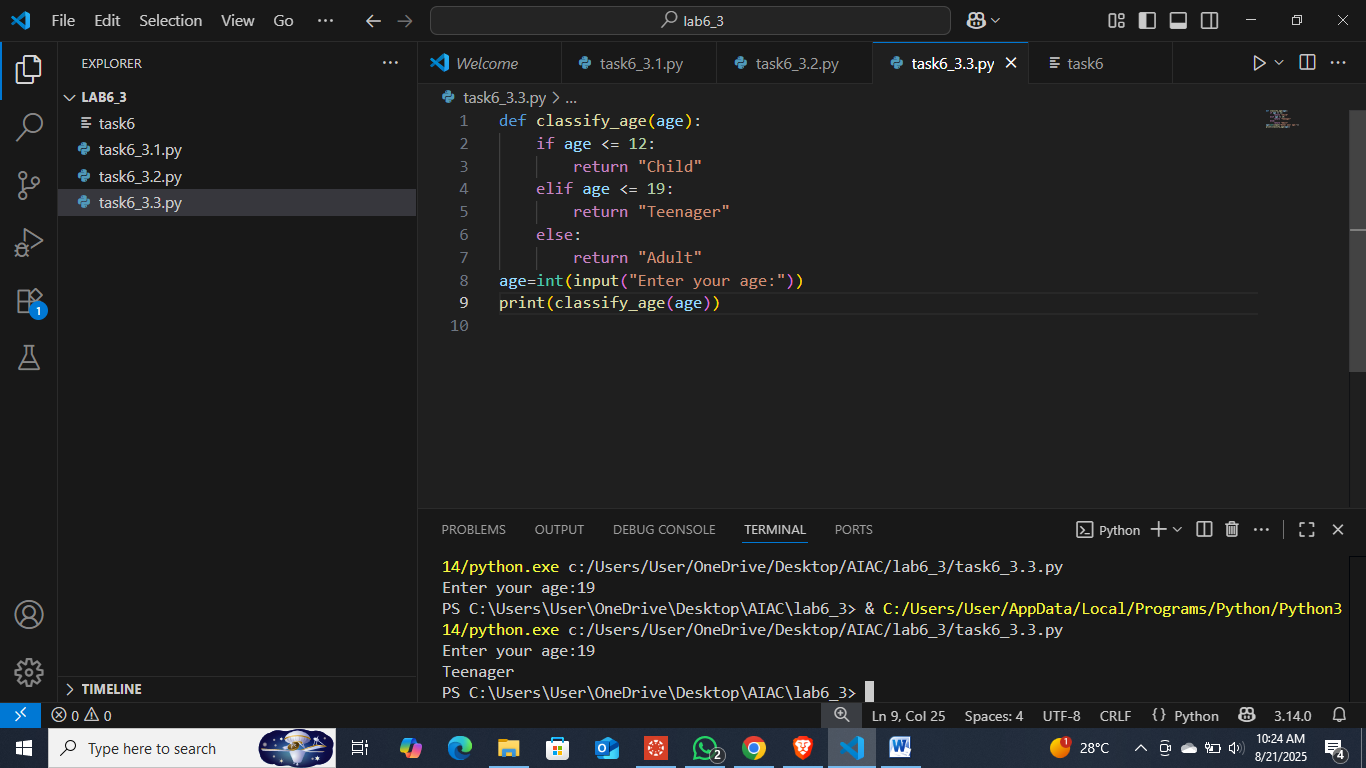 File Edit Selection View Go ··· lab6_3
EXPLORER ···
LAB6_3
task6
task6_3.1.py
task6_3.2.py
task6_3.3.py
TIMELINE
1
Welcome task6_3.1.py task6_3.2.py task6_3.3.py task6
task6_3.3.py > ...
1 def classify_age(age):
2     if age <= 12:
3         return "Child"
4     elif age <= 19:
5         return "Teenager"
6     else:
7         return "Adult"
8 age=int(input("Enter your age:"))
9 print(classify_age(age))
10
PROBLEMS OUTPUT DEBUG CONSOLE TERMINAL PORTS Python
14/python.exe c:/Users/User/OneDrive/Desktop/AIAC/lab6_3/task6_3.3.py
Enter your age:19
PS C:\Users\User\OneDrive\Desktop\AIAC\lab6_3> & C:/Users/User/AppData/Local/Programs/Python/Python3
14/python.exe c:/Users/User/OneDrive/Desktop/AIAC/lab6_3/task6_3.3.py
Enter your age:19
Teenager
PS C:\Users\User\OneDrive\Desktop\AIAC\lab6_3>
0 0 Ln 9, Col 25 Spaces: 4 UTF-8 CRLF {} Python 3.14.0
Type here to search 2 W 1 28°C 10:24 AM
8/21/2025 4